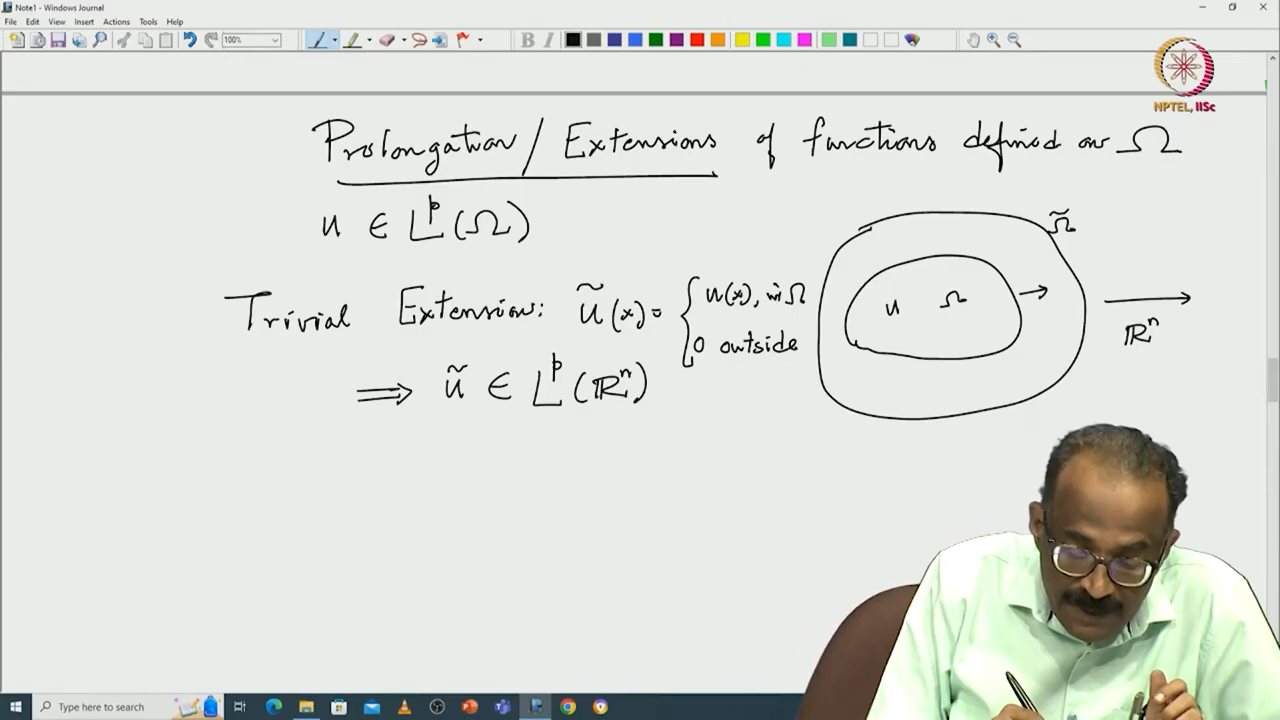 Note1 - Windows Journal
File Edit View Insert Actions Tools Help
100%
B I
NPTEL, IISc
Prolongation / Extensions of functions defined on Ω
u ∈ L^p(Ω)
Ω̃
u Ω
ℝ^n
Trivial Extension: ũ(x) = { u(x), in Ω
0 outside
⟹ ũ ∈ L^p(ℝ^n)
Type here to search